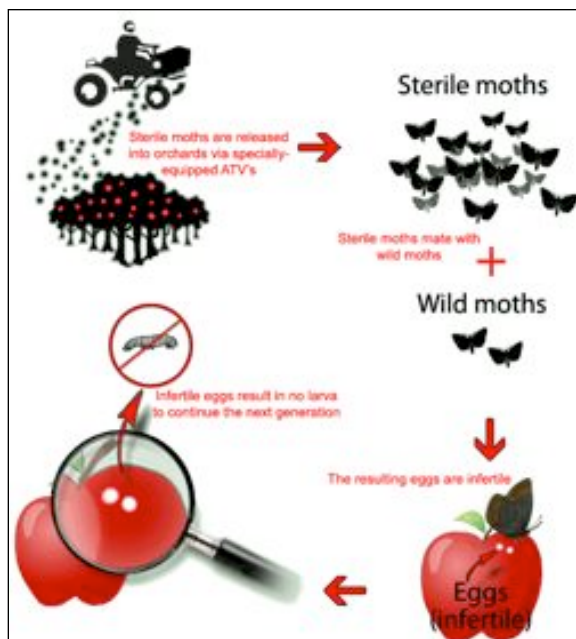 Sterile moths are released
into orchards via specially-
equipped ATV's
Sterile moths
Sterile moths mate with
wild moths
+
Wild moths
The resulting eggs are infertile
Eggs
(infertile)
Infertile eggs result in no larva
to continue the next generation